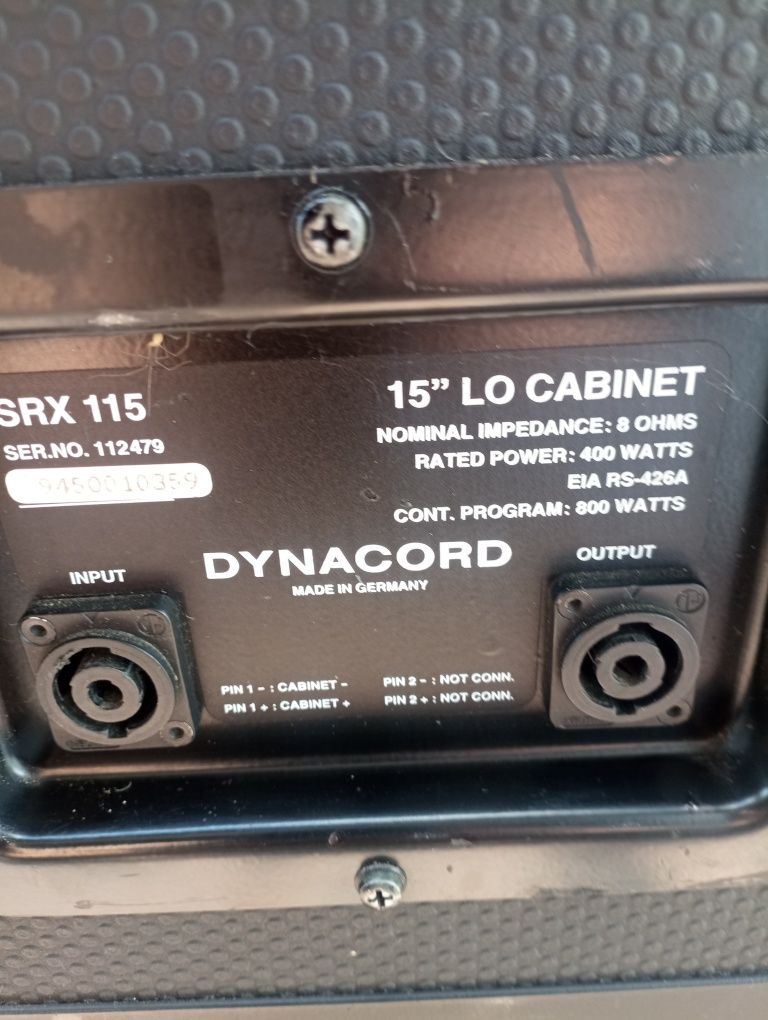 SRX 115
SER.NO. 112479
9450010359
15” LO CABINET
NOMINAL IMPEDANCE: 8 OHMS
RATED POWER: 400 WATTS
EIA RS-426A
CONT. PROGRAM: 800 WATTS
DYNACORD
MADE IN GERMANY
INPUT
OUTPUT
PIN 1 – : CABINET –
PIN 1 + : CABINET +
PIN 2 – : NOT CONN.
PIN 2 + : NOT CONN.